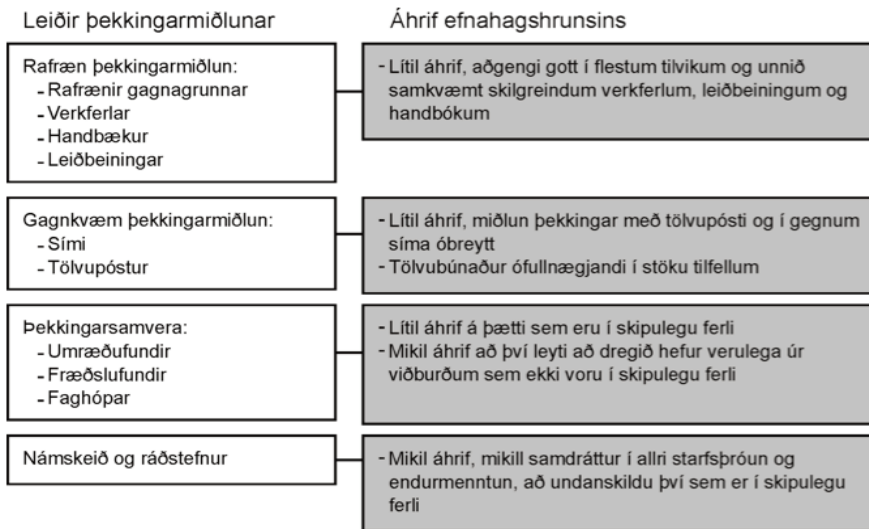 Leiðir þekkingarmiðlunar
Áhrif efnahagshrunsins
Rafræn þekkingarmiðlun:
- Rafrænir gagnagrunnar
- Verkferlar
- Handbækur
- Leiðbeiningar
- Lítil áhrif, aðgengi gott í flestum tilvikum og unnið
samkvæmt skilgreindum verkferlum, leiðbeiningum og
handbókum
Gagnkvæm þekkingarmiðlun:
- Sími
- Tölvupóstur
- Lítil áhrif, miðlun þekkingar með tölvupósti og í gegnum
síma óbreytt
- Tölvubúnaður ófullnægjandi í stöku tilfellum
Þekkingarsamvera:
- Umræðufundir
- Fræðslufundir
- Faghópar
- Lítil áhrif á þætti sem eru í skipulegu ferli
- Mikil áhrif að því leyti að dregið hefur verulega úr
viðburðum sem ekki voru í skipulegu ferli
Námskeið og ráðstefnur
- Mikil áhrif, mikill samdráttur í allri starfsþróun og
endurmenntun, að undanskildu því sem er í skipulegu
ferli